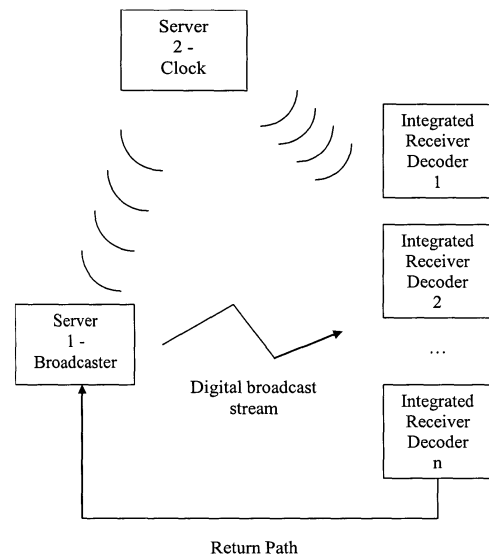 Server
2 -
Clock
Integrated
Receiver
Decoder
1
Integrated
Receiver
Decoder
2
Server
1 -
Broadcaster
...
Digital broadcast
stream
Integrated
Receiver
Decoder
n
Return Path